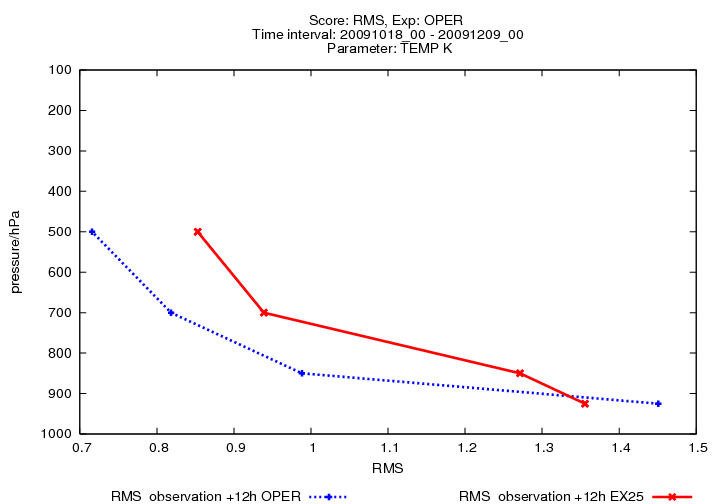 Score: RMS, Exp: OPER
Time interval: 20091018_00 - 20091209_00
Parameter: TEMP K
100
200
300
400
500
600
700
800
900
1000
pressure/hPa
0.7 0.8 0.9 1 1.1 1.2 1.3 1.4 1.5
RMS
RMS observation +12h OPER RMS observation +12h EX25